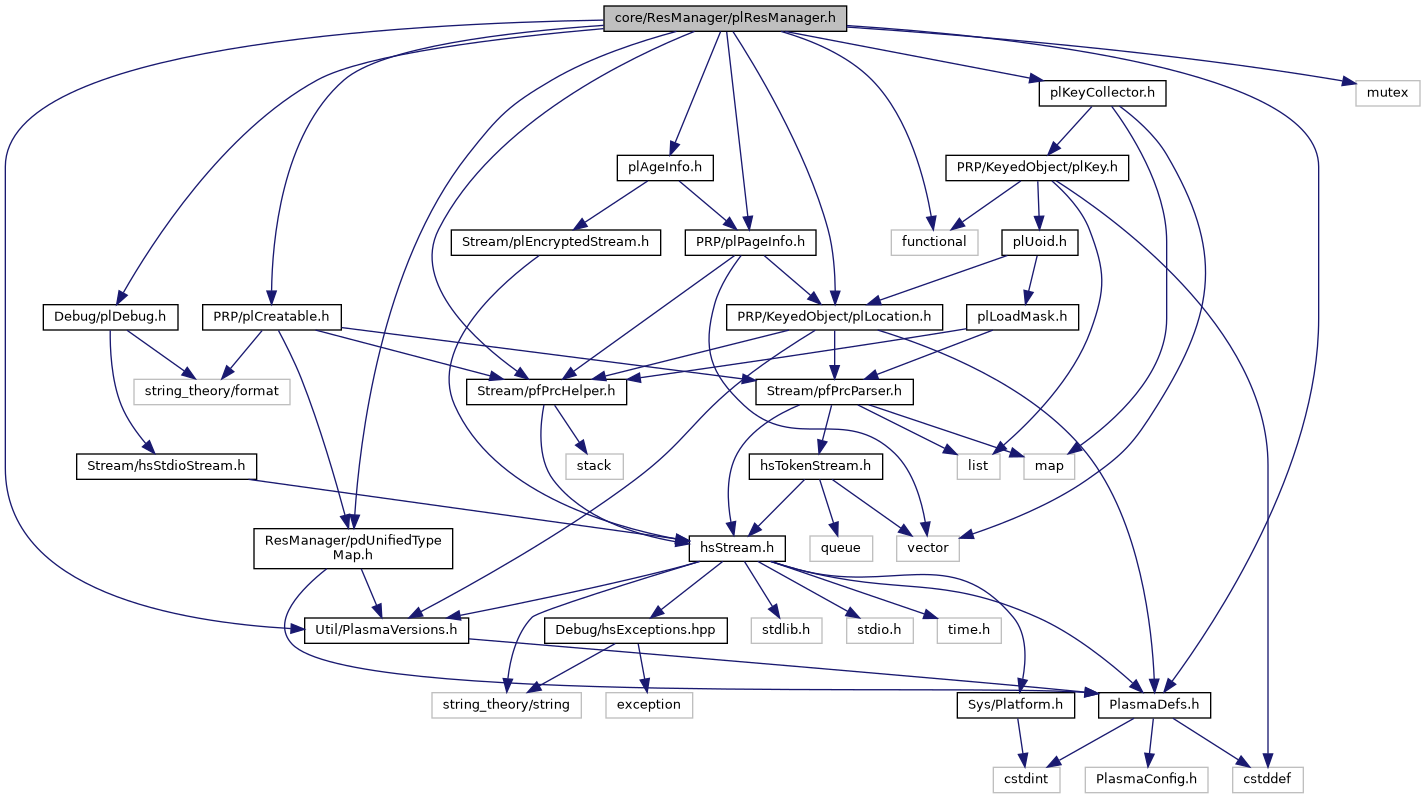 core/ResManager/plResManager.h
plKeyCollector.h
mutex
plAgeInfo.h
PRP/KeyedObject/plKey.h
Stream/plEncryptedStream.h
PRP/plPageInfo.h
functional
plUoid.h
Debug/plDebug.h
PRP/plCreatable.h
PRP/KeyedObject/plLocation.h
plLoadMask.h
string_theory/format
Stream/pfPrcHelper.h
Stream/pfPrcParser.h
Stream/hsStdioStream.h
stack
hsTokenStream.h
list
map
ResManager/pdUnifiedType
Map.h
hsStream.h
queue
vector
Util/PlasmaVersions.h
Debug/hsExceptions.hpp
stdlib.h
stdio.h
time.h
string_theory/string
exception
Sys/Platform.h
PlasmaDefs.h
cstdint
PlasmaConfig.h
cstddef